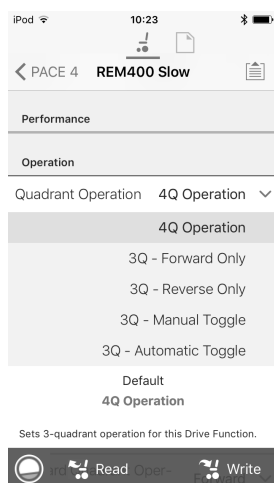 iPod 10:23
PACE 4 REM400 Slow
Performance
Operation
Quadrant Operation 4Q Operation
4Q Operation
3Q - Forward Only
3Q - Reverse Only
3Q - Manual Toggle
3Q - Automatic Toggle
Default
4Q Operation
Sets 3-quadrant operation for this Drive Function.
Read Write